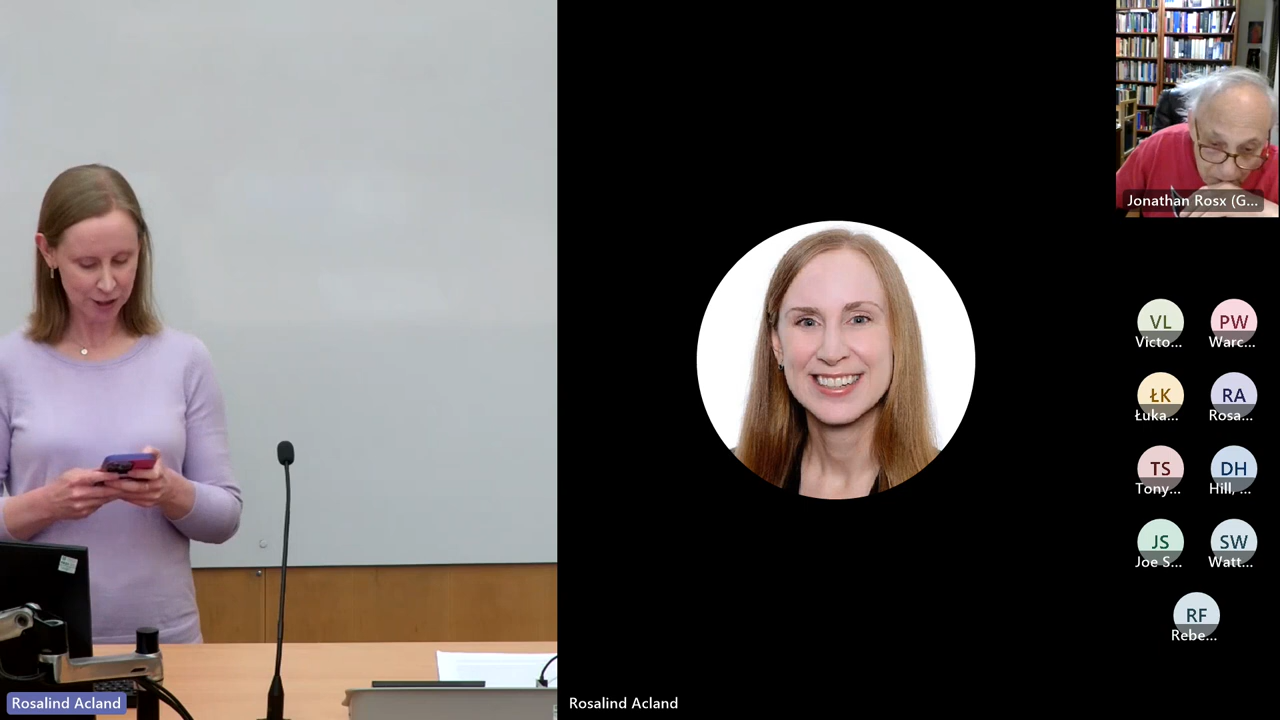 Rosalind Acland
Rosalind Acland
Jonathan Rosx (G...
VL
Victo...
PW
Warc...
ŁK
Łuka...
RA
Rosa...
TS
Tony...
DH
Hill, ...
JS
Joe S...
SW
Watt...
RF
Rebe...